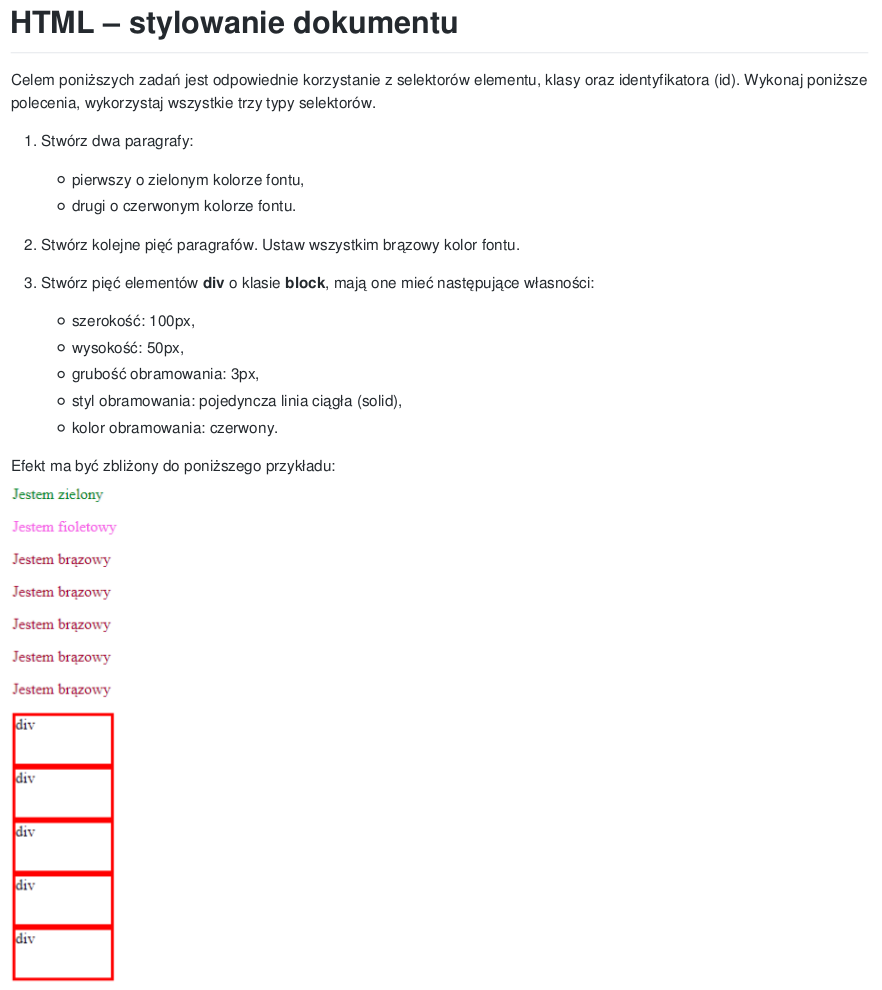 HTML – stylowanie dokumentu
Celem poniższych zadań jest odpowiednie korzystanie z selektorów elementu, klasy oraz identyfikatora (id). Wykonaj poniższe
polecenia, wykorzystaj wszystkie trzy typy selektorów.
1. Stwórz dwa paragrafy:
pierwszy o zielonym kolorze fontu,
drugi o czerwonym kolorze fontu.
2. Stwórz kolejne pięć paragrafów. Ustaw wszystkim brązowy kolor fontu.
3. Stwórz pięć elementów div o klasie block, mają one mieć następujące własności:
szerokość: 100px,
wysokość: 50px,
grubość obramowania: 3px,
styl obramowania: pojedyncza linia ciągła (solid),
kolor obramowania: czerwony.
Efekt ma być zbliżony do poniższego przykładu:
Jestem zielony
Jestem fioletowy
Jestem brązowy
Jestem brązowy
Jestem brązowy
Jestem brązowy
Jestem brązowy
div
div
div
div
div